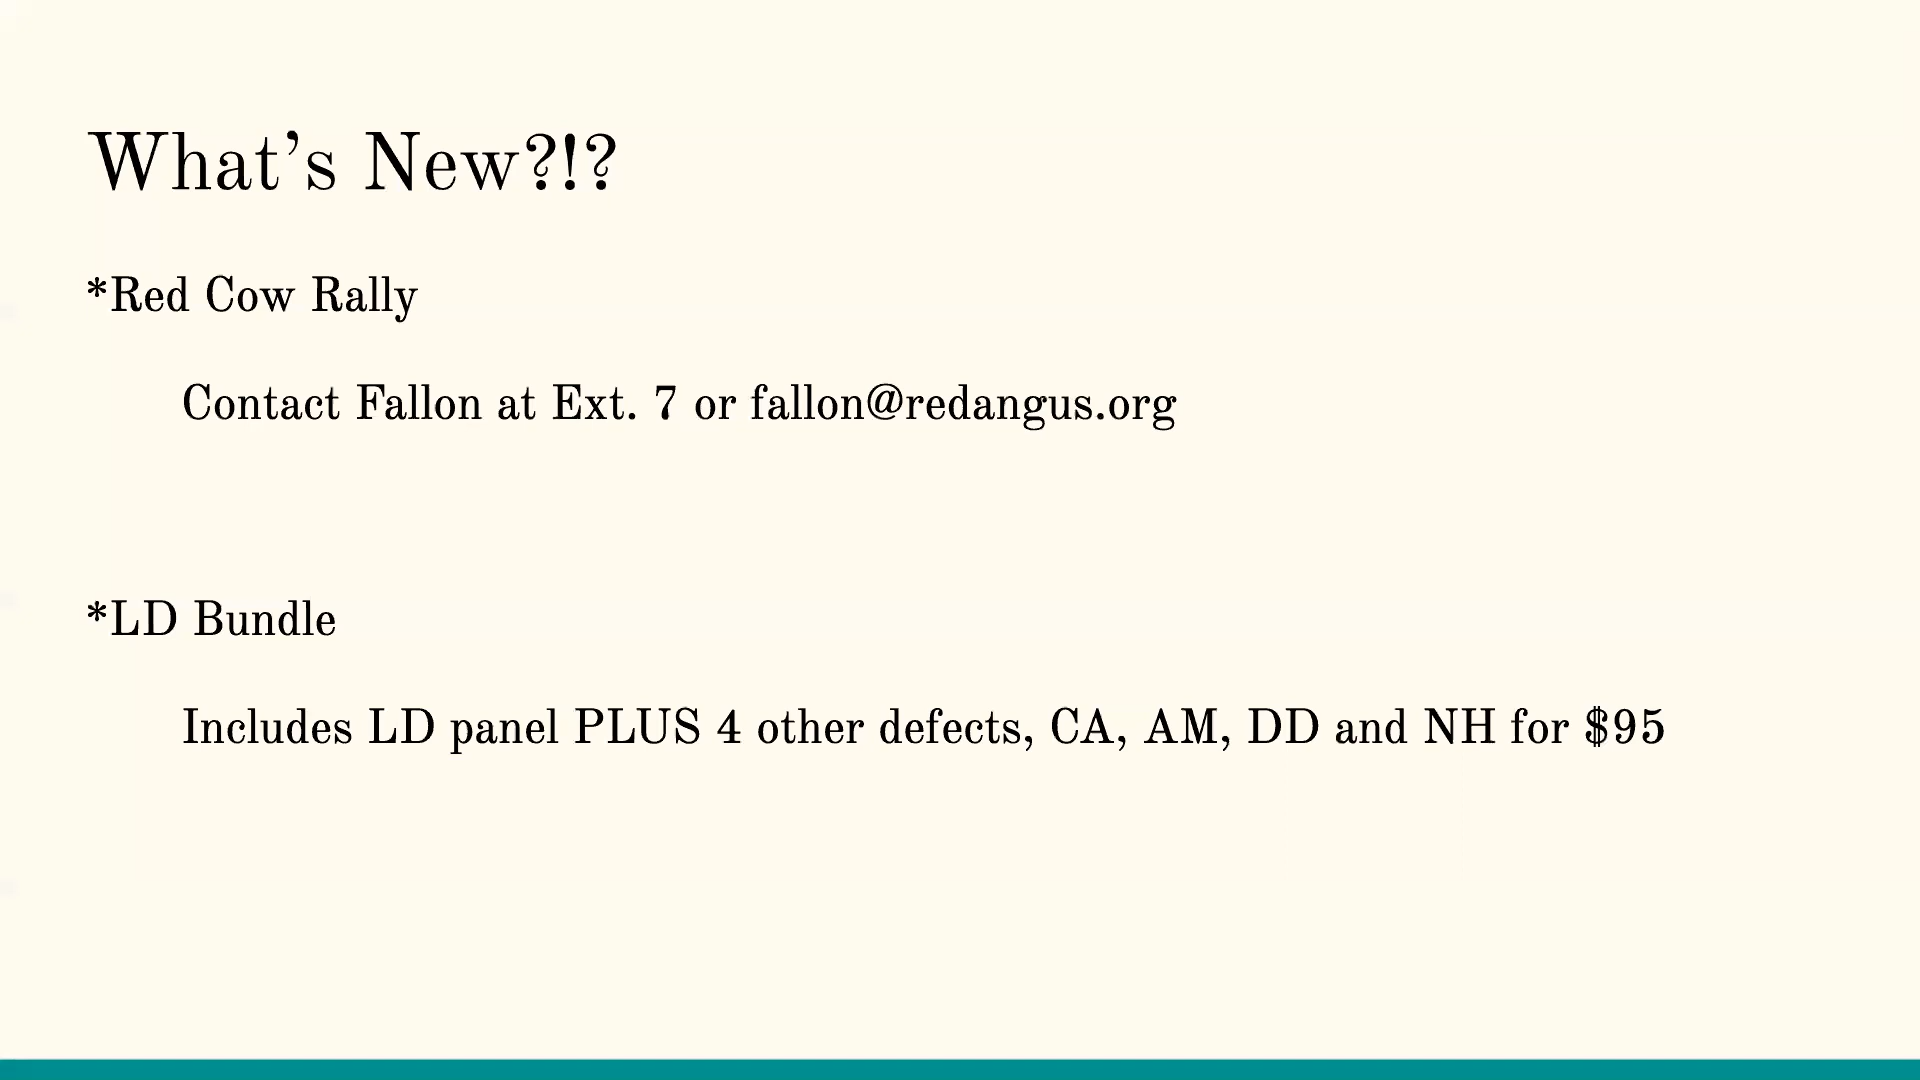 What’s New?!?
*Red Cow Rally
Contact Fallon at Ext. 7 or fallon@redangus.org
*LD Bundle
Includes LD panel PLUS 4 other defects, CA, AM, DD and NH for $95